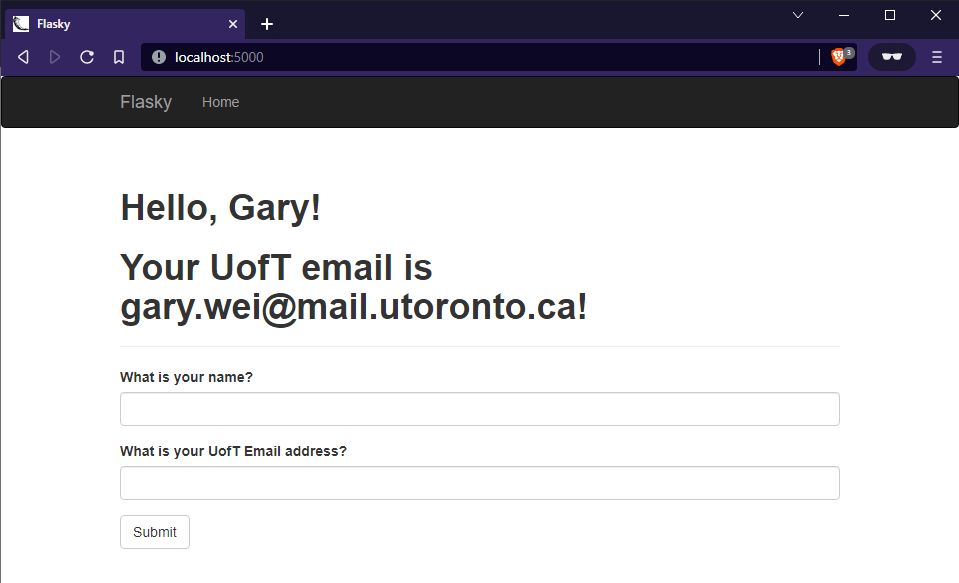 Flasky
localhost:5000
3
Flasky Home
Hello, Gary!
Your UofT email is
gary.wei@mail.utoronto.ca!
What is your name?
What is your UofT Email address?
Submit